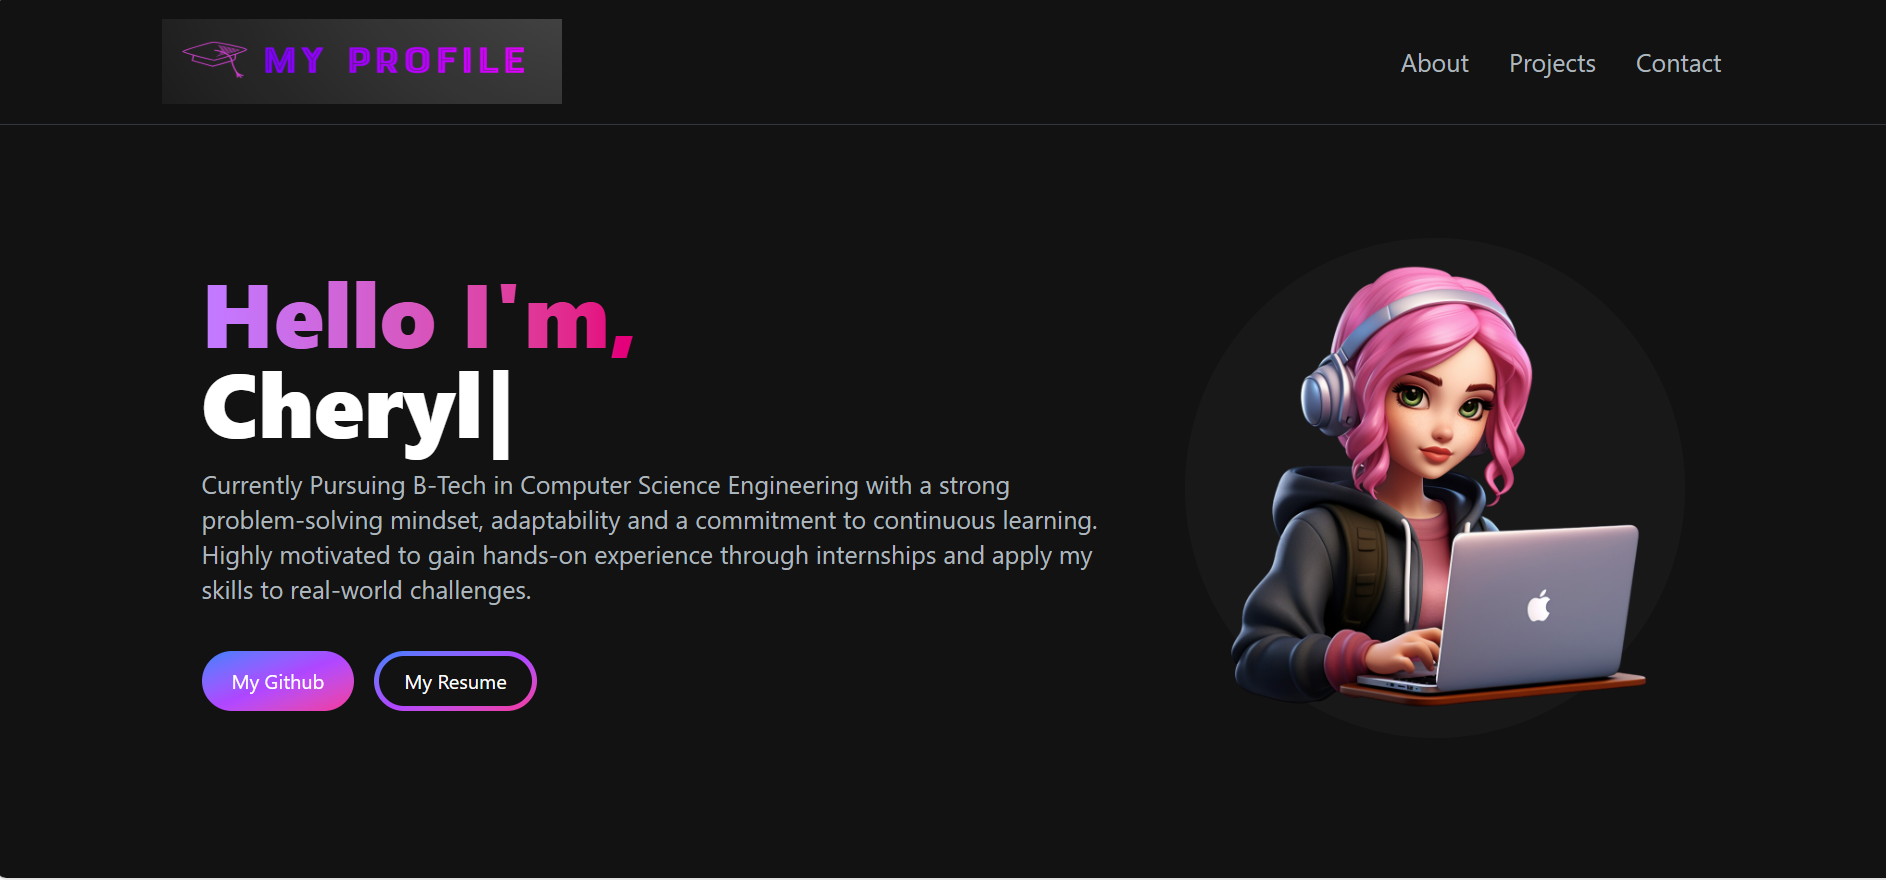 MY PROFILE
About Projects Contact
Hello I'm,
Cheryl|
Currently Pursuing B-Tech in Computer Science Engineering with a strong
problem-solving mindset, adaptability and a commitment to continuous learning.
Highly motivated to gain hands-on experience through internships and apply my
skills to real-world challenges.
My Github My Resume